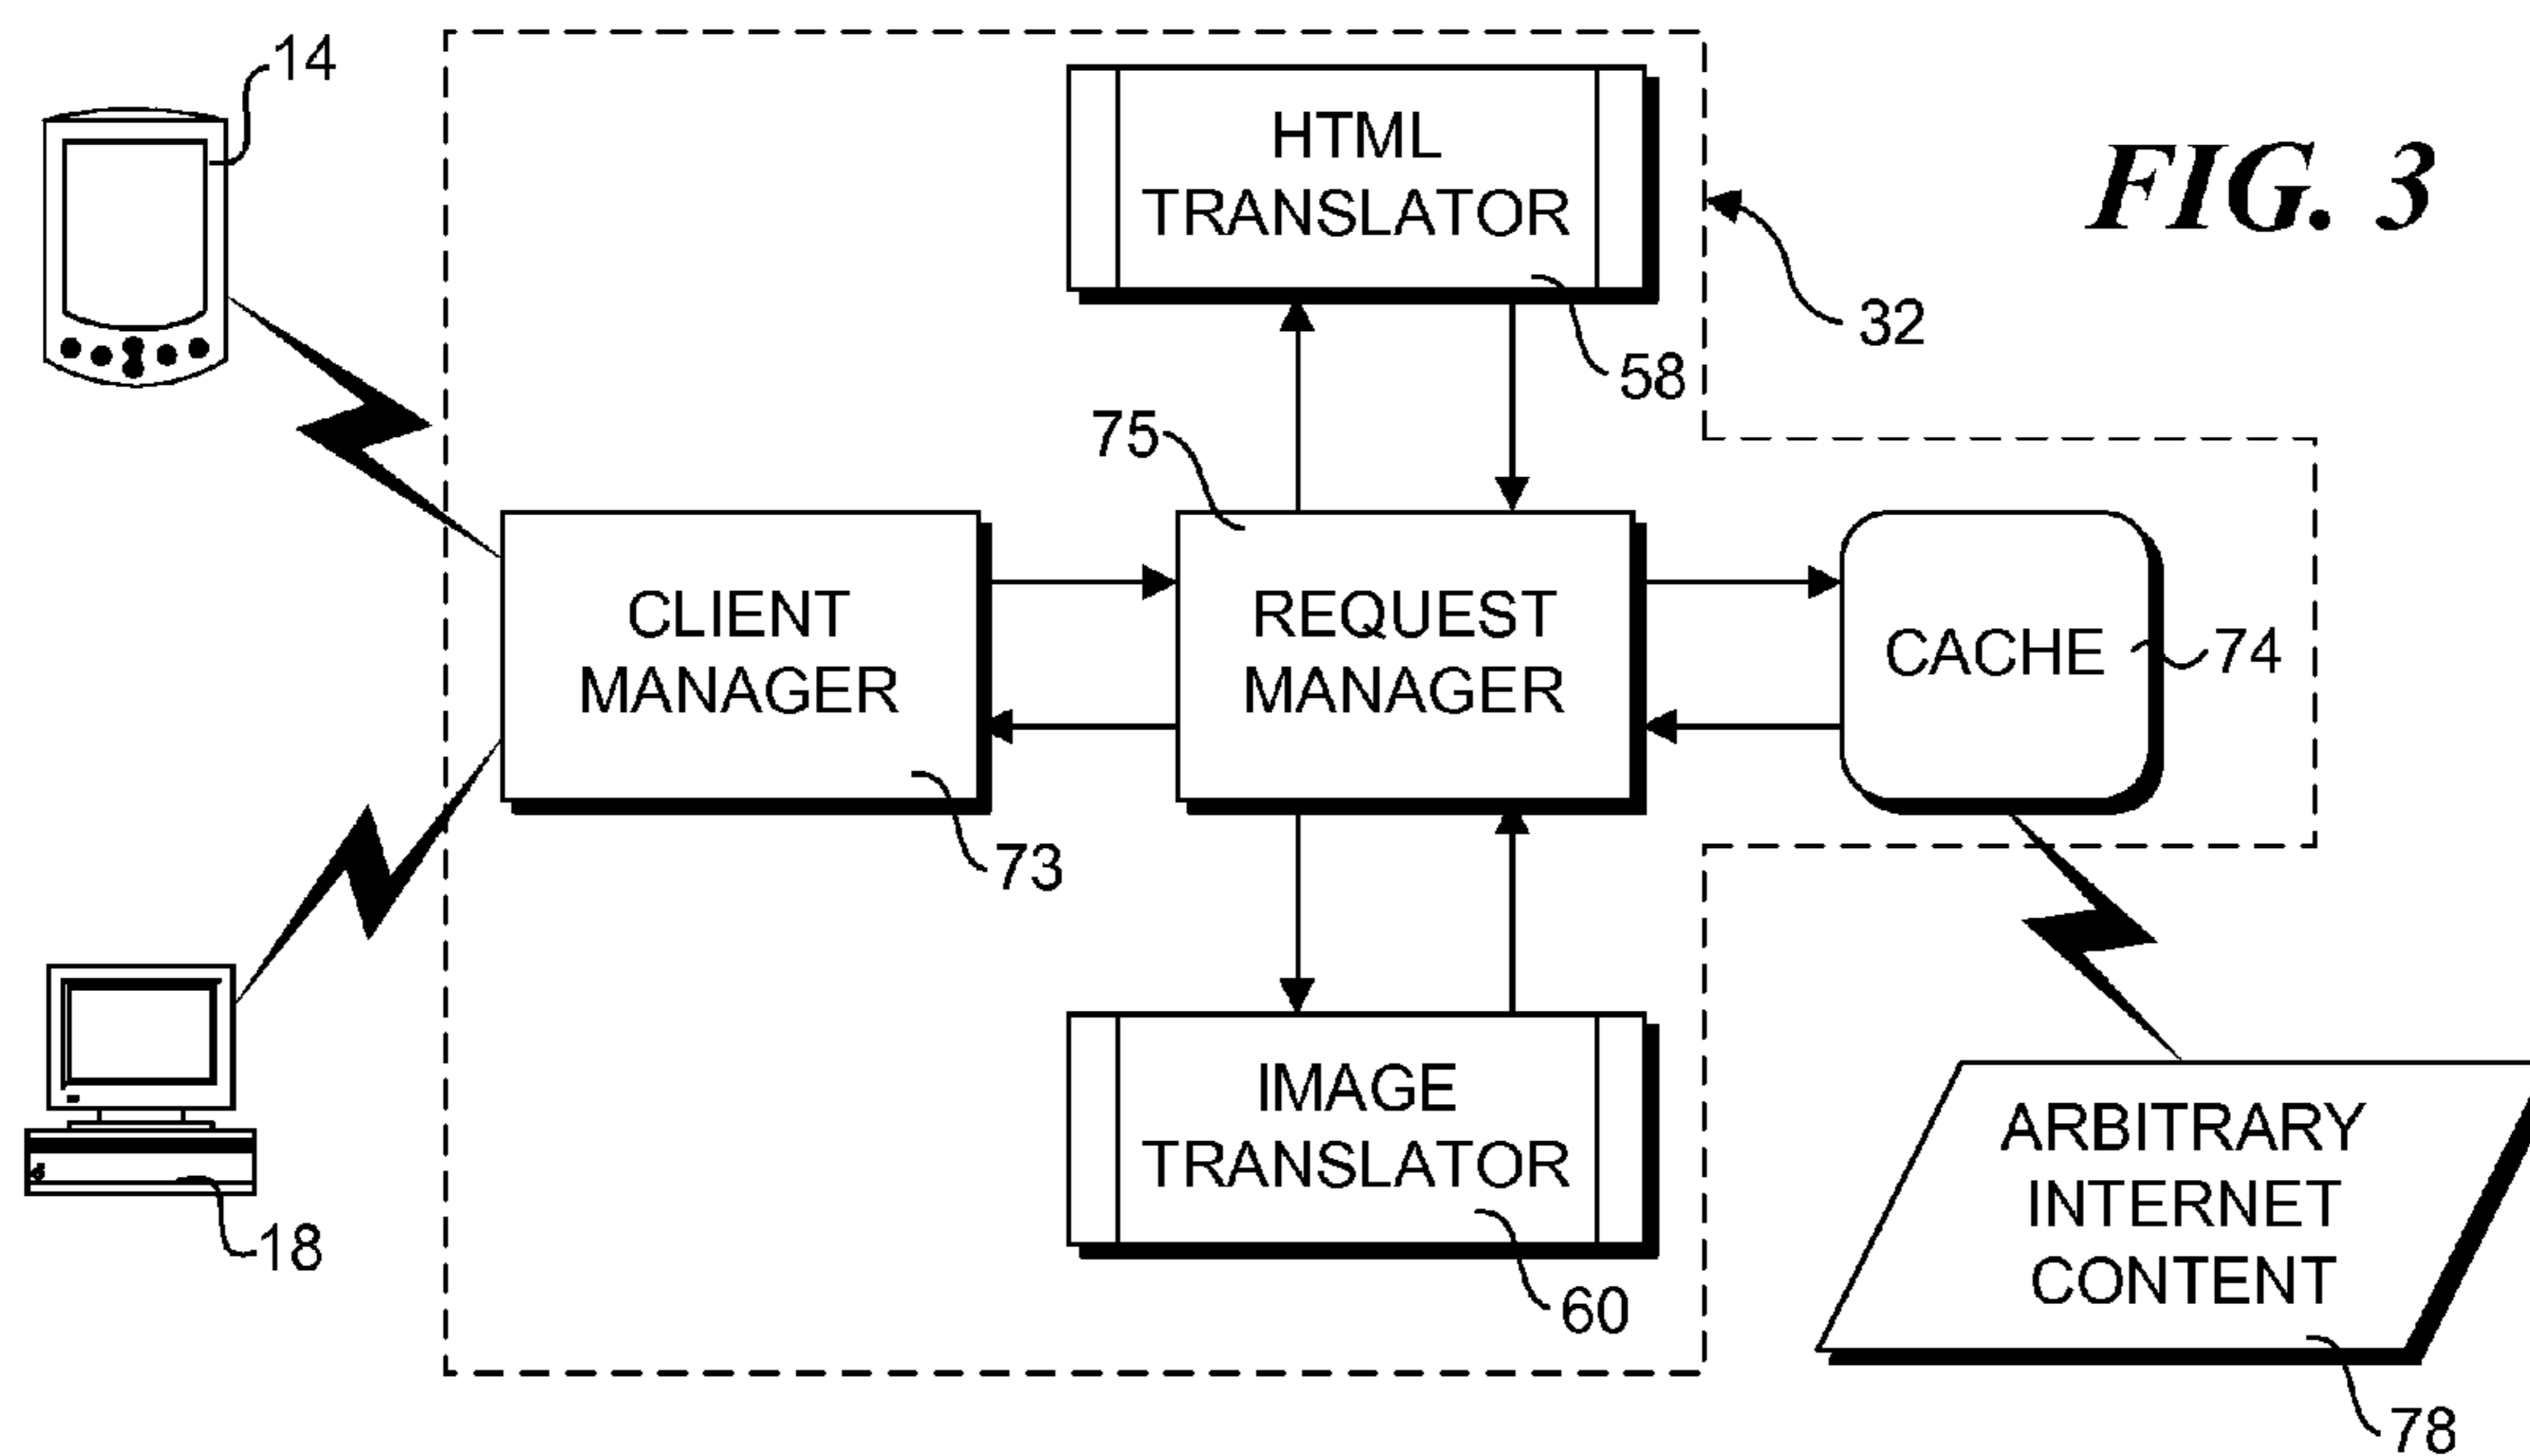 14
HTML
TRANSLATOR
FIG. 3
32
58
75
CLIENT
MANAGER
REQUEST
MANAGER
CACHE
74
73
IMAGE
TRANSLATOR
ARBITRARY
INTERNET
CONTENT
18
60
78